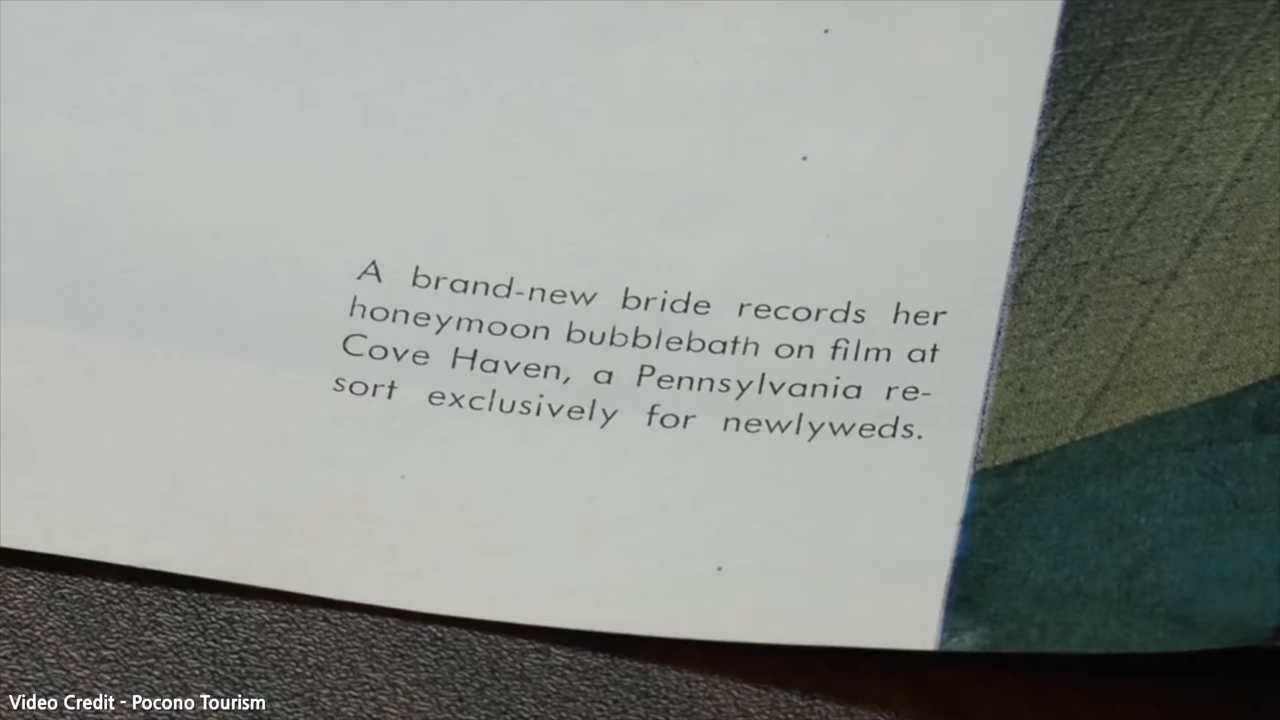 A brand-new bride records her
honeymoon bubblebath on film at
Cove Haven, a Pennsylvania re-
sort exclusively for newlyweds.
Video Credit - Pocono Tourism